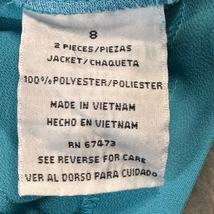 8
2 PIECES/PIEZAS
JACKET/CHAQUETA
100%POLYESTER/POLIESTER
MADE IN VIETNAM
HECHO EN VIETNAM
RN 67473
SEE REVERSE FOR CARE
VER AL DORSO PARA CUIDADO